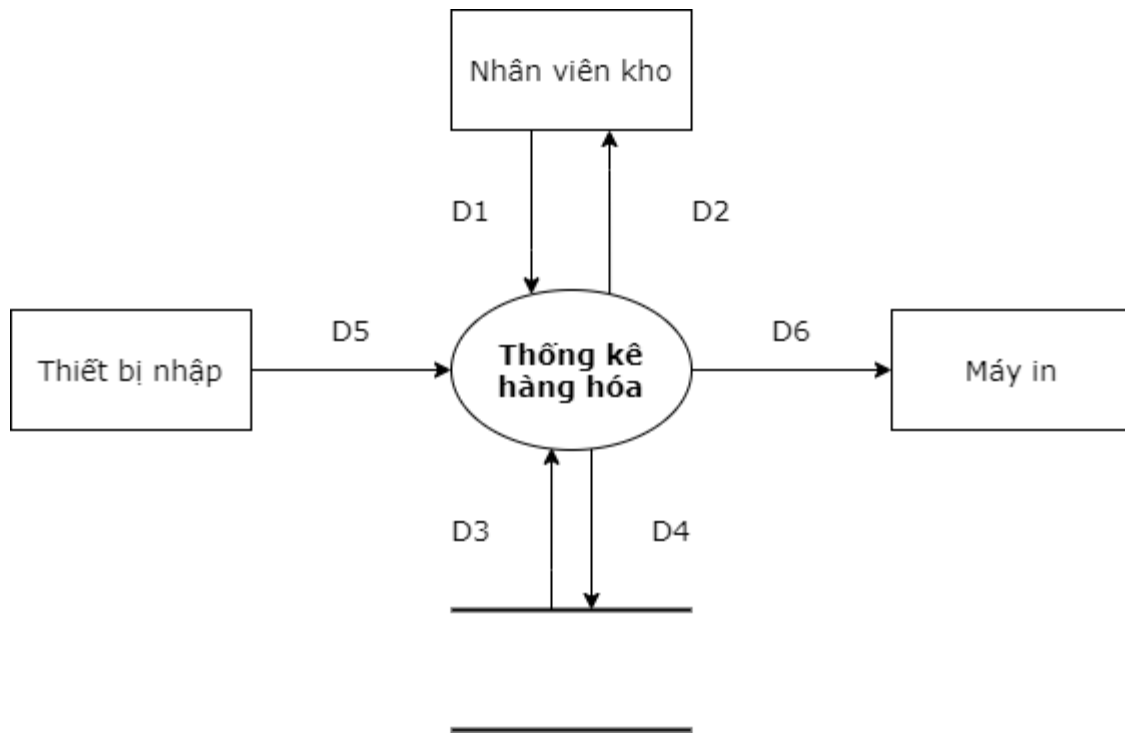 Nhân viên kho
D1
D2
Thiết bị nhập
D5
Thống kê
hàng hóa
D6
Máy in
D3
D4